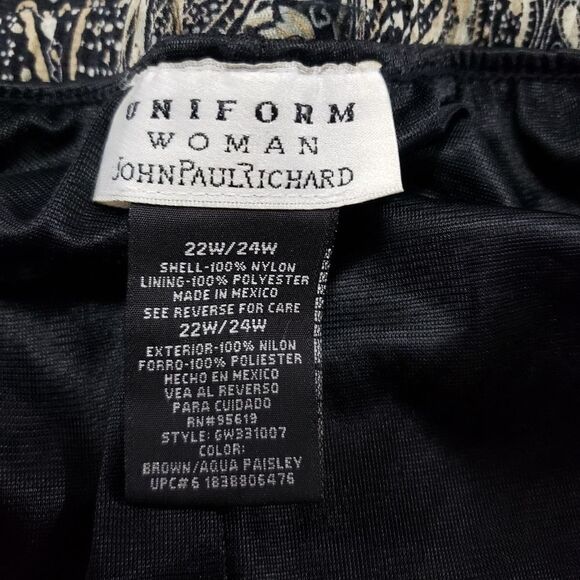 UNIFORM
WOMAN
JOHNPAULRICHARD
22W/24W
SHELL-100% NYLON
LINING-100% POLYESTER
MADE IN MEXICO
SEE REVERSE FOR CARE
22W/24W
EXTERIOR-100% NILON
FORRO-100% POLIESTER
HECHO EN MEXICO
VEA AL REVERSO
PARA CUIDADO
RN#95619
STYLE: GW331007
COLOR:
BROWN/AQUA PAISLEY
UPC#6 1838806476